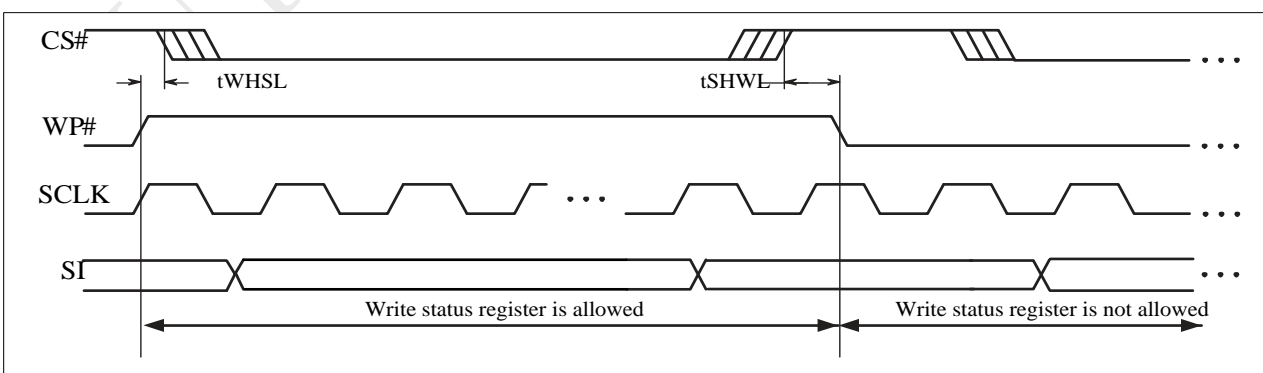 CS#
tWHSL
tSHWL
WP#
SCLK
SI
Write status register is allowed
Write status register is not allowed